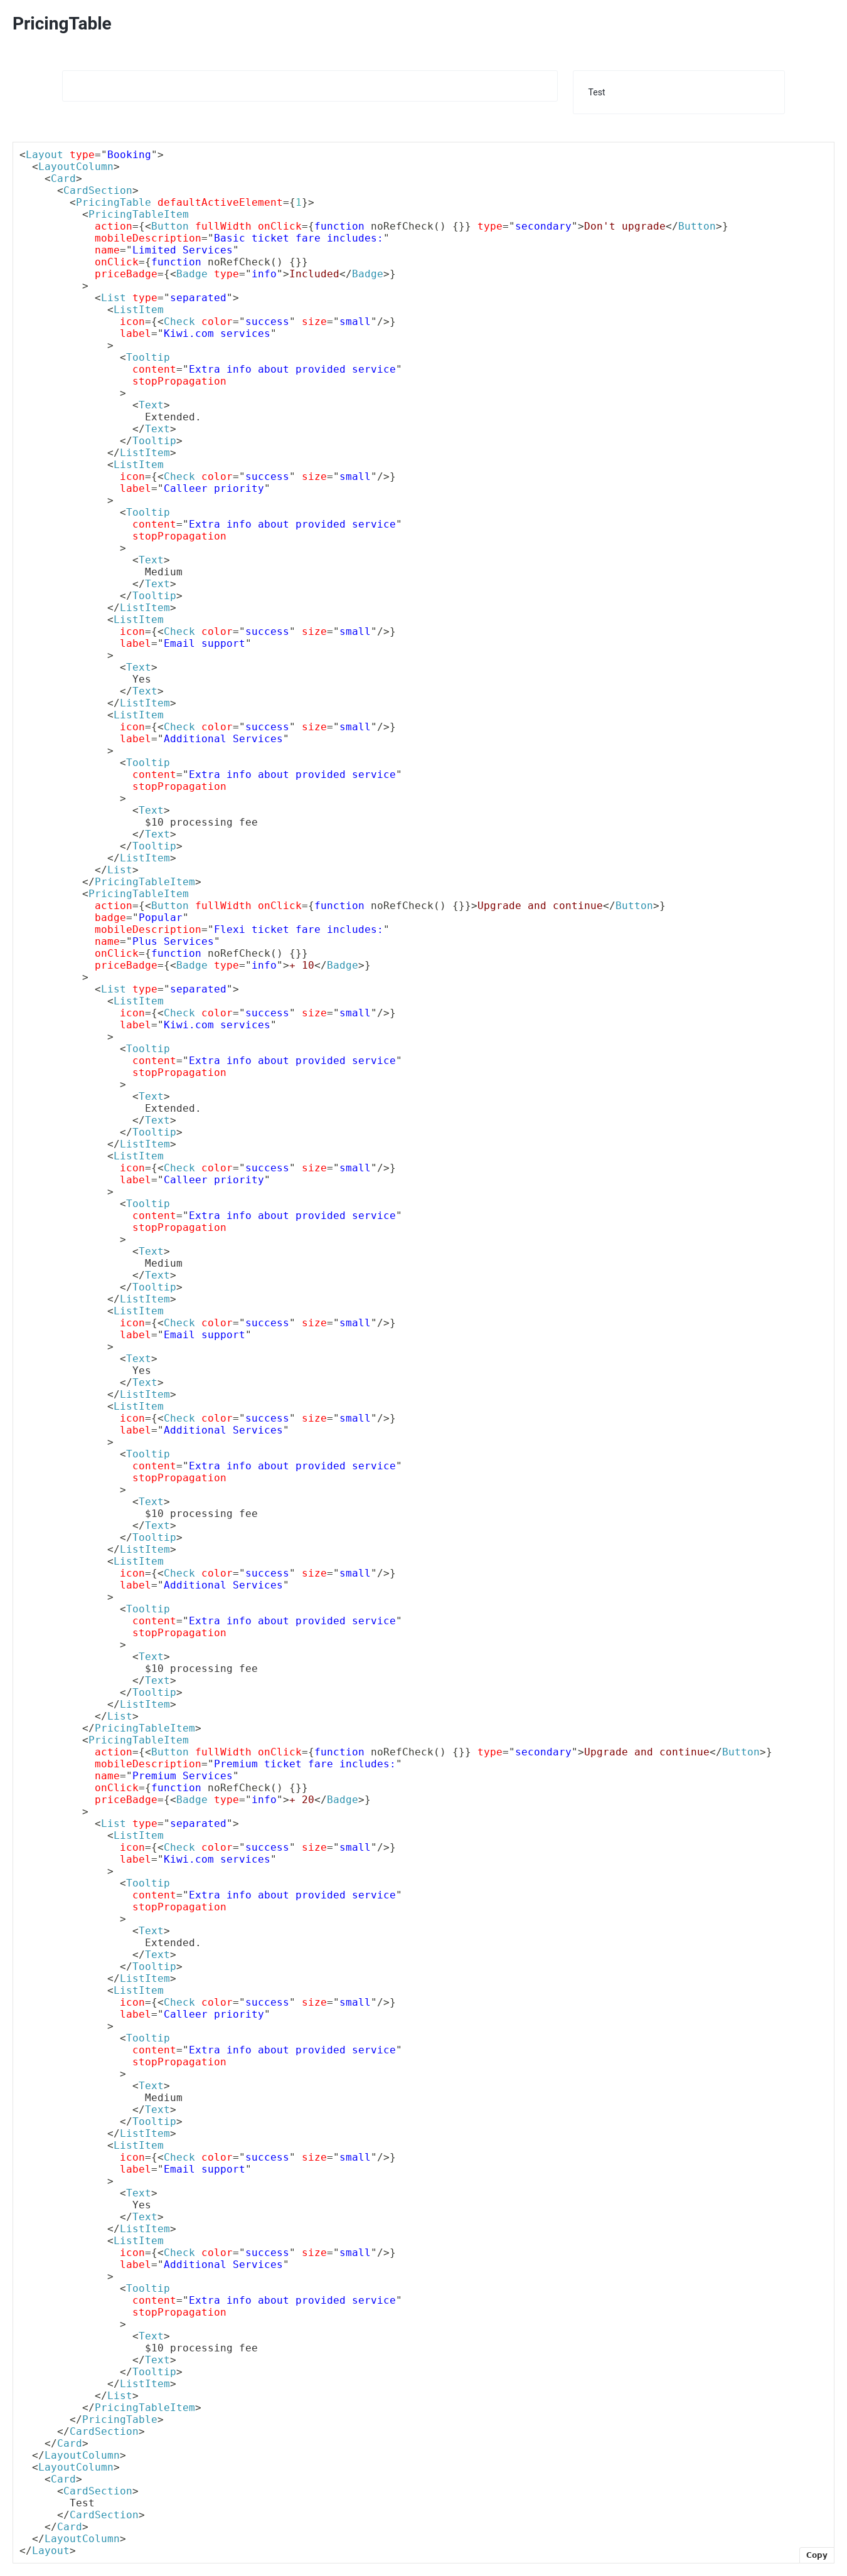 PricingTable
Test
<Layout type="Booking">
  <LayoutColumn>
    <Card>
      <CardSection>
        <PricingTable defaultActiveElement={1}>
          <PricingTableItem
            action={<Button fullWidth onClick={function noRefCheck() {}} type="secondary">Don't upgrade</Button>}
            mobileDescription="Basic ticket fare includes:"
            name="Limited Services"
            onClick={function noRefCheck() {}}
            priceBadge={<Badge type="info">Included</Badge>}
          >
            <List type="separated">
              <ListItem
                icon={<Check color="success" size="small"/>}
                label="Kiwi.com services"
              >
                <Tooltip
                  content="Extra info about provided service"
                  stopPropagation
                >
                  <Text>
                    Extended.
                  </Text>
                </Tooltip>
              </ListItem>
              <ListItem
                icon={<Check color="success" size="small"/>}
                label="Calleer priority"
              >
                <Tooltip
                  content="Extra info about provided service"
                  stopPropagation
                >
                  <Text>
                    Medium
                  </Text>
                </Tooltip>
              </ListItem>
              <ListItem
                icon={<Check color="success" size="small"/>}
                label="Email support"
              >
                <Text>
                  Yes
                </Text>
              </ListItem>
              <ListItem
                icon={<Check color="success" size="small"/>}
                label="Additional Services"
              >
                <Tooltip
                  content="Extra info about provided service"
                  stopPropagation
                >
                  <Text>
                    $10 processing fee
                  </Text>
                </Tooltip>
              </ListItem>
            </List>
          </PricingTableItem>
          <PricingTableItem
            action={<Button fullWidth onClick={function noRefCheck() {}}>Upgrade and continue</Button>}
            badge="Popular"
            mobileDescription="Flexi ticket fare includes:"
            name="Plus Services"
            onClick={function noRefCheck() {}}
            priceBadge={<Badge type="info">+ 10</Badge>}
          >
            <List type="separated">
              <ListItem
                icon={<Check color="success" size="small"/>}
                label="Kiwi.com services"
              >
                <Tooltip
                  content="Extra info about provided service"
                  stopPropagation
                >
                  <Text>
                    Extended.
                  </Text>
                </Tooltip>
              </ListItem>
              <ListItem
                icon={<Check color="success" size="small"/>}
                label="Calleer priority"
              >
                <Tooltip
                  content="Extra info about provided service"
                  stopPropagation
                >
                  <Text>
                    Medium
                  </Text>
                </Tooltip>
              </ListItem>
              <ListItem
                icon={<Check color="success" size="small"/>}
                label="Email support"
              >
                <Text>
                  Yes
                </Text>
              </ListItem>
              <ListItem
                icon={<Check color="success" size="small"/>}
                label="Additional Services"
              >
                <Tooltip
                  content="Extra info about provided service"
                  stopPropagation
                >
                  <Text>
                    $10 processing fee
                  </Text>
                </Tooltip>
              </ListItem>
              <ListItem
                icon={<Check color="success" size="small"/>}
                label="Additional Services"
              >
                <Tooltip
                  content="Extra info about provided service"
                  stopPropagation
                >
                  <Text>
                    $10 processing fee
                  </Text>
                </Tooltip>
              </ListItem>
            </List>
          </PricingTableItem>
          <PricingTableItem
            action={<Button fullWidth onClick={function noRefCheck() {}} type="secondary">Upgrade and continue</Button>}
            mobileDescription="Premium ticket fare includes:"
            name="Premium Services"
            onClick={function noRefCheck() {}}
            priceBadge={<Badge type="info">+ 20</Badge>}
          >
            <List type="separated">
              <ListItem
                icon={<Check color="success" size="small"/>}
                label="Kiwi.com services"
              >
                <Tooltip
                  content="Extra info about provided service"
                  stopPropagation
                >
                  <Text>
                    Extended.
                  </Text>
                </Tooltip>
              </ListItem>
              <ListItem
                icon={<Check color="success" size="small"/>}
                label="Calleer priority"
              >
                <Tooltip
                  content="Extra info about provided service"
                  stopPropagation
                >
                  <Text>
                    Medium
                  </Text>
                </Tooltip>
              </ListItem>
              <ListItem
                icon={<Check color="success" size="small"/>}
                label="Email support"
              >
                <Text>
                  Yes
                </Text>
              </ListItem>
              <ListItem
                icon={<Check color="success" size="small"/>}
                label="Additional Services"
              >
                <Tooltip
                  content="Extra info about provided service"
                  stopPropagation
                >
                  <Text>
                    $10 processing fee
                  </Text>
                </Tooltip>
              </ListItem>
            </List>
          </PricingTableItem>
        </PricingTable>
      </CardSection>
    </Card>
  </LayoutColumn>
  <LayoutColumn>
    <Card>
      <CardSection>
        Test
      </CardSection>
    </Card>
  </LayoutColumn>
</Layout>
Copy